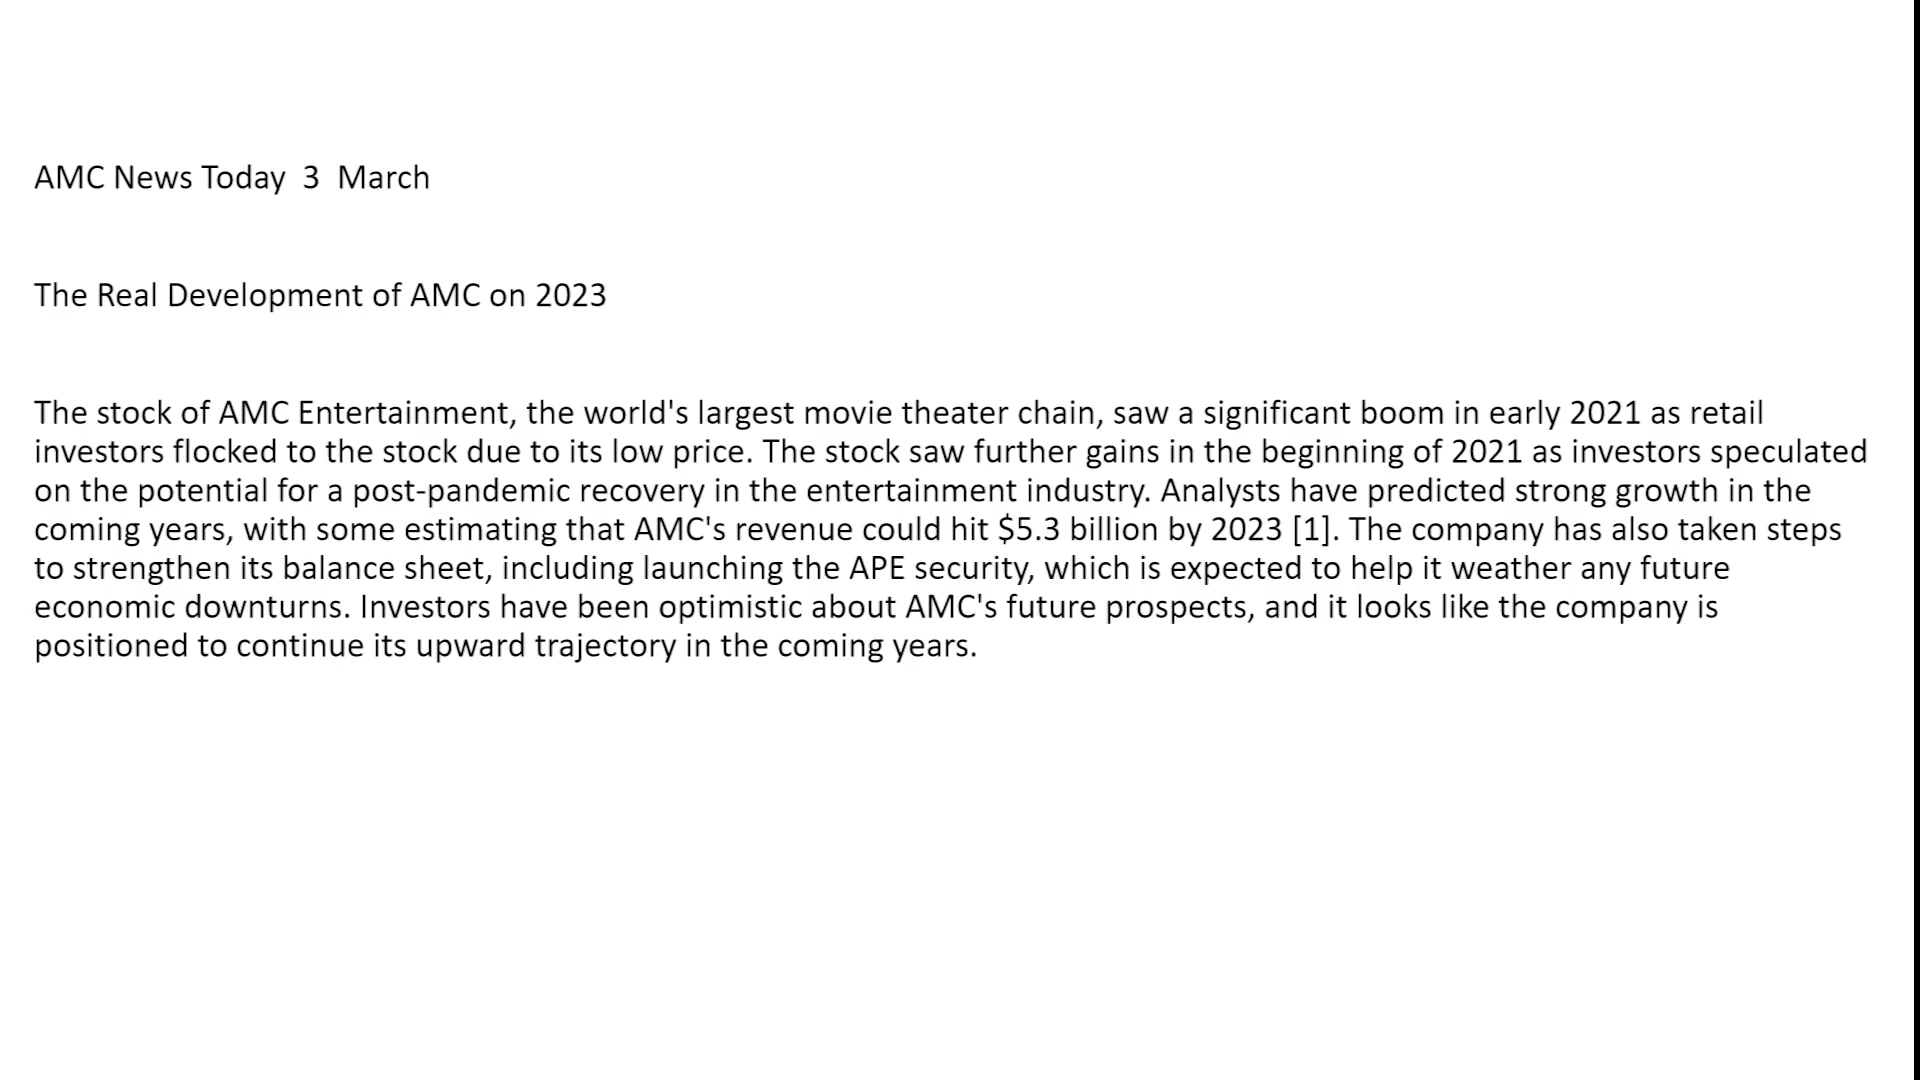 AMC News Today  3  March
The Real Development of AMC on 2023
The stock of AMC Entertainment, the world's largest movie theater chain, saw a significant boom in early 2021 as retail
investors flocked to the stock due to its low price. The stock saw further gains in the beginning of 2021 as investors speculated
on the potential for a post-pandemic recovery in the entertainment industry. Analysts have predicted strong growth in the
coming years, with some estimating that AMC's revenue could hit $5.3 billion by 2023 [1]. The company has also taken steps
to strengthen its balance sheet, including launching the APE security, which is expected to help it weather any future
economic downturns. Investors have been optimistic about AMC's future prospects, and it looks like the company is
positioned to continue its upward trajectory in the coming years.